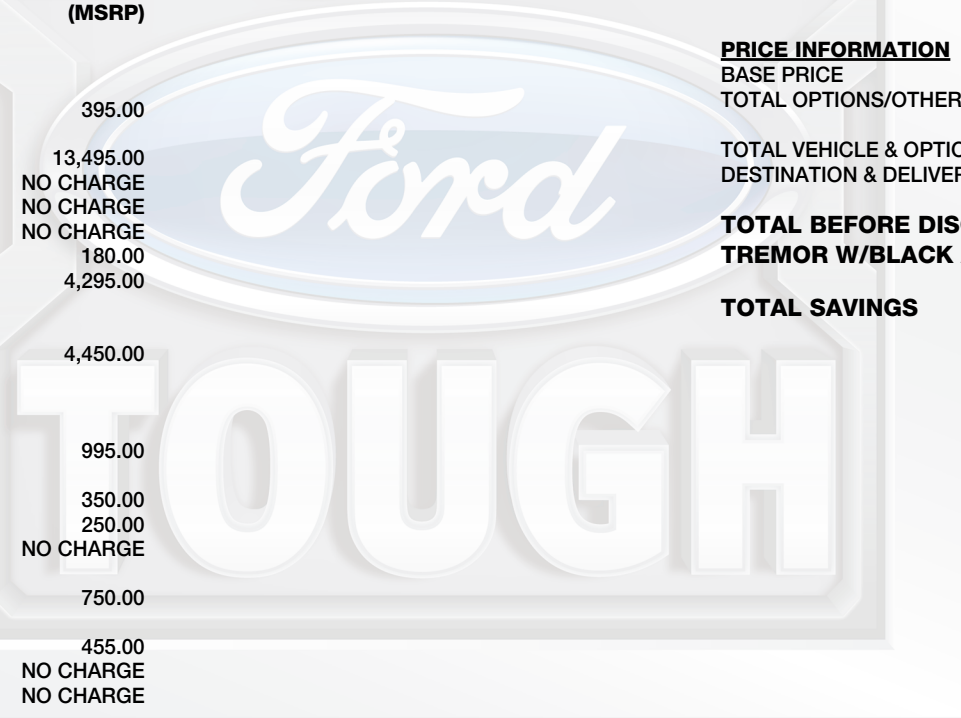 (MSRP)
395.00
13,495.00
NO CHARGE
NO CHARGE
NO CHARGE
180.00
4,295.00
4,450.00
995.00
350.00
250.00
NO CHARGE
750.00
455.00
NO CHARGE
NO CHARGE
PRICE INFORMATION
BASE PRICE
TOTAL OPTIONS/OTHER
TOTAL VEHICLE & OPTIO
DESTINATION & DELIVER
TOTAL BEFORE DIS
TREMOR W/BLACK
TOTAL SAVINGS
Ford
TOUGH